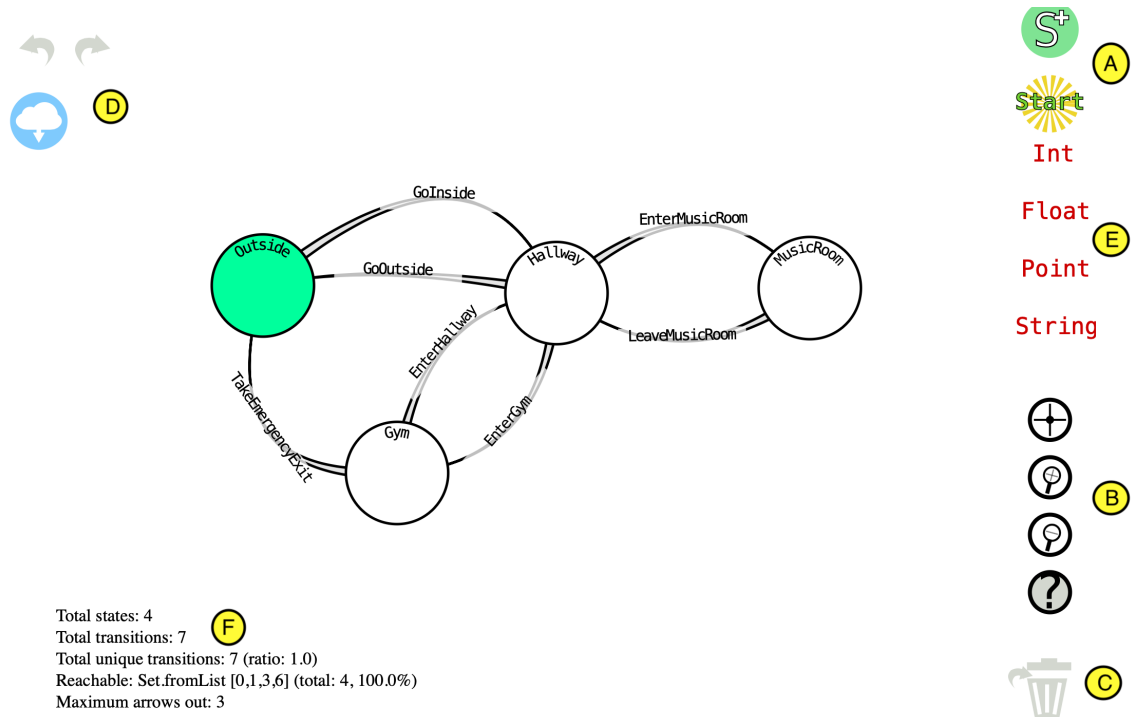 S+
A
Start
D
Int
GoInside
Float
EnterMusicRoom
Outside
Hallway
MusicRoom
E
GoOutside
Point
EnterHallway
LeaveMusicRoom
String
TakeEmergencyExit
EnterGym
Gym
B
?
Total states: 4
F
Total transitions: 7
Total unique transitions: 7 (ratio: 1.0)
Reachable: Set.fromList [0,1,3,6] (total: 4, 100.0%)
C
Maximum arrows out: 3